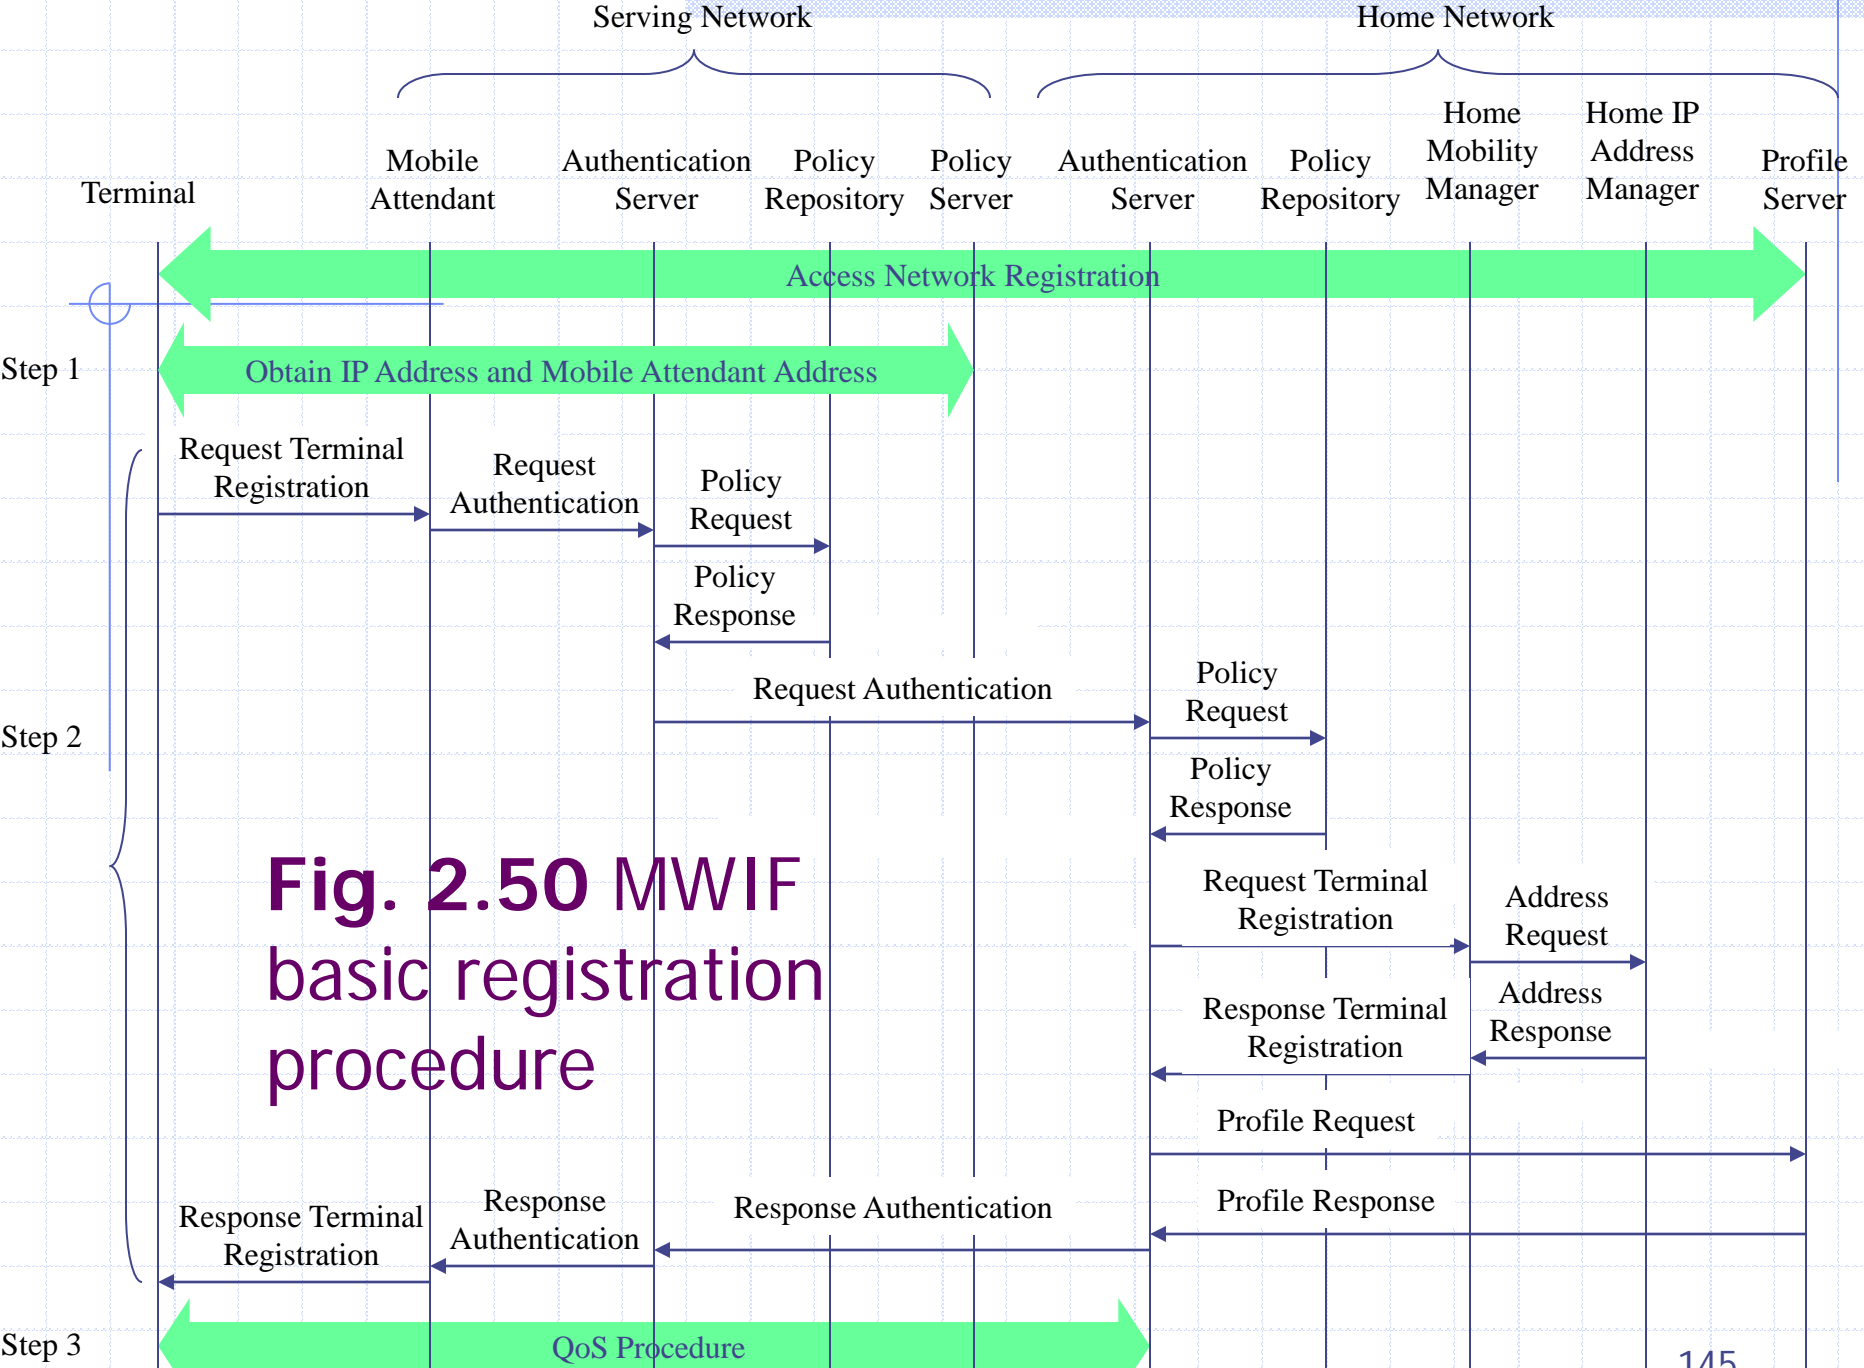 Serving Network
Home Network
Terminal
Mobile
Attendant
Authentication
Server
Policy
Repository
Policy
Server
Authentication
Server
Policy
Repository
Home
Mobility
Manager
Home IP
Address
Manager
Profile
Server
Access Network Registration
Step 1
Obtain IP Address and Mobile Attendant Address
Request Terminal
Registration
Request
Authentication
Policy
Request
Policy
Response
Request Authentication
Policy
Request
Step 2
Policy
Response
Fig. 2.50 MWIF
basic registration
procedure
Request Terminal
Registration
Address
Request
Address
Response
Response Terminal
Registration
Profile Request
Profile Response
Response Authentication
Response
Authentication
Response Terminal
Registration
Step 3
QoS Procedure
145